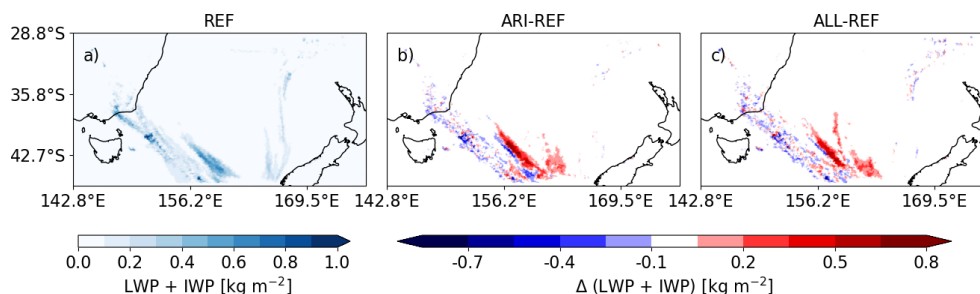 REF
ARI-REF
ALL-REF
28.8°S
35.8°S
42.7°S
a)
b)
c)
142.8°E 156.2°E 169.5°E 142.8°E 156.2°E 169.5°E 142.8°E 156.2°E 169.5°E
0.0 0.2 0.4 0.6 0.8 1.0
LWP + IWP [kg m⁻²]
-0.7 -0.4 -0.1 0.2 0.5 0.8
Δ (LWP + IWP) [kg m⁻²]